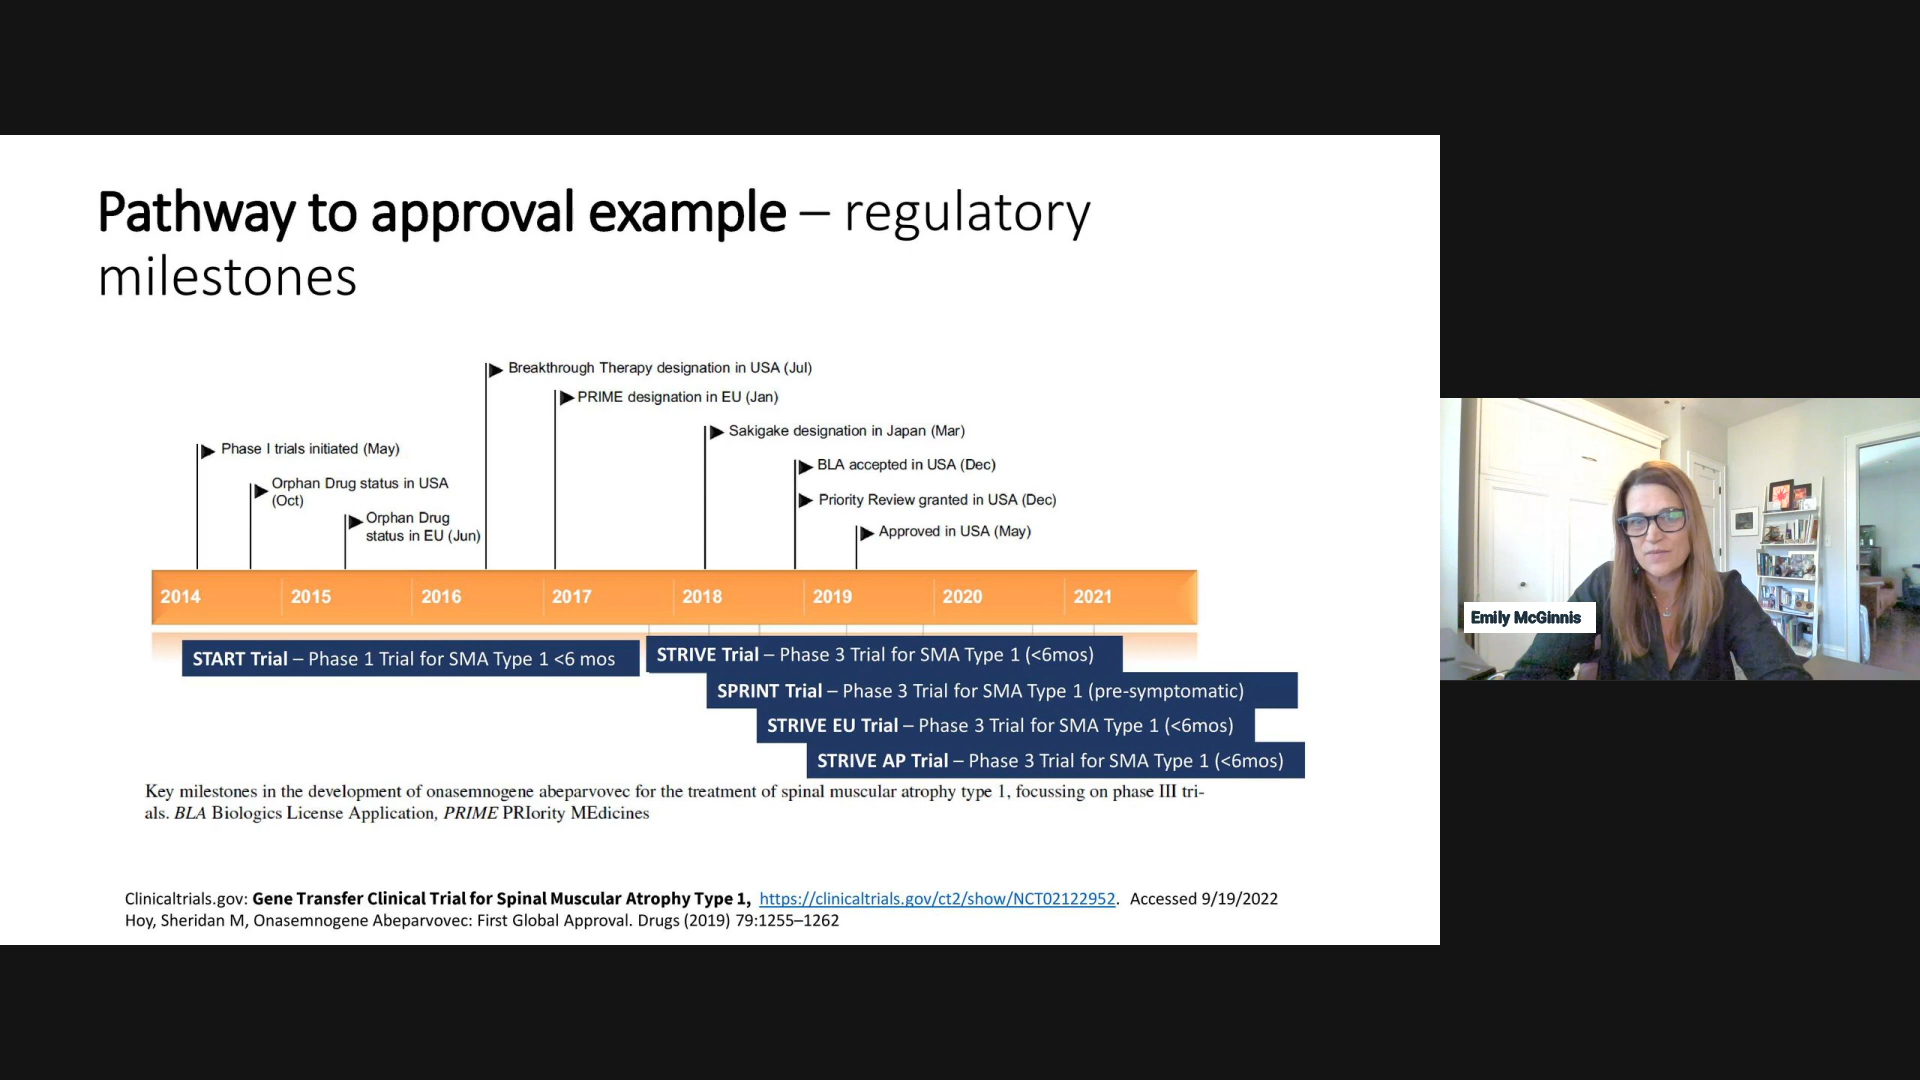 Pathway to approval example – regulatory
milestones
Breakthrough Therapy designation in USA (Jul)
PRIME designation in EU (Jan)
Sakigake designation in Japan (Mar)
Phase I trials initiated (May)
BLA accepted in USA (Dec)
Orphan Drug status in USA
(Oct)
Priority Review granted in USA (Dec)
Orphan Drug
status in EU (Jun)
Approved in USA (May)
2014 2015 2016 2017 2018 2019 2020 2021
START Trial – Phase 1 Trial for SMA Type 1 <6 mos
STRIVE Trial – Phase 3 Trial for SMA Type 1 (<6mos)
SPRINT Trial – Phase 3 Trial for SMA Type 1 (pre-symptomatic)
STRIVE EU Trial – Phase 3 Trial for SMA Type 1 (<6mos)
STRIVE AP Trial – Phase 3 Trial for SMA Type 1 (<6mos)
Key milestones in the development of onasemnogene abeparvovec for the treatment of spinal muscular atrophy type 1, focussing on phase III tri-
als. BLA Biologics License Application, PRIME PRIority MEdicines
Clinicaltrials.gov: Gene Transfer Clinical Trial for Spinal Muscular Atrophy Type 1, https://clinicaltrials.gov/ct2/show/NCT02122952. Accessed 9/19/2022
Hoy, Sheridan M, Onasemnogene Abeparvovec: First Global Approval. Drugs (2019) 79:1255–1262
Emily McGinnis